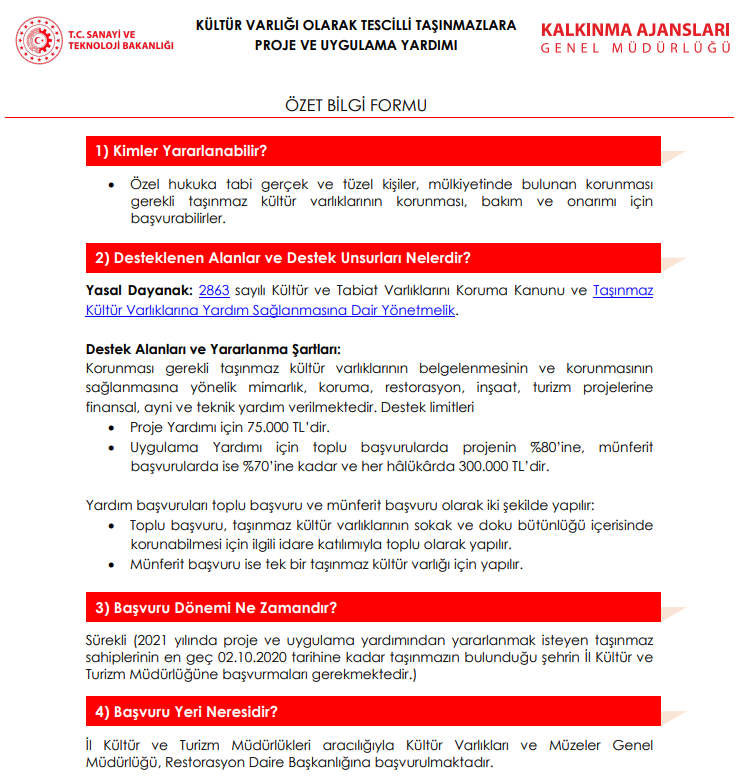 T.C. SANAYİ VE
TEKNOLOJİ BAKANLIĞI
KÜLTÜR VARLIĞI OLARAK TESCİLLİ TAŞINMAZLARA
PROJE VE UYGULAMA YARDIMI
KALKINMA AJANSLARI
GENEL MÜDÜRLÜĞÜ
ÖZET BİLGİ FORMU
1) Kimler Yararlanabilir?
• Özel hukuka tabi gerçek ve tüzel kişiler, mülkiyetinde bulunan korunması
gerekli taşınmaz kültür varlıklarının korunması, bakım ve onarımı için
başvurabilirler.
2) Desteklenen Alanlar ve Destek Unsurları Nelerdir?
Yasal Dayanak: 2863 sayılı Kültür ve Tabiat Varlıklarını Koruma Kanunu ve Taşınmaz
Kültür Varlıklarına Yardım Sağlanmasına Dair Yönetmelik.
Destek Alanları ve Yararlanma Şartları:
Korunması gerekli taşınmaz kültür varlıklarının belgelenmesinin ve korunmasının
sağlanmasına yönelik mimarlık, koruma, restorasyon, inşaat, turizm projelerine
finansal, ayni ve teknik yardım verilmektedir. Destek limitleri
• Proje Yardımı için 75.000 TL’dir.
• Uygulama Yardımı için toplu başvurularda projenin %80’ine, münferit
başvurularda ise %70’ine kadar ve her hâlükârda 300.000 TL’dir.
Yardım başvuruları toplu başvuru ve münferit başvuru olarak iki şekilde yapılır:
• Toplu başvuru, taşınmaz kültür varlıklarının sokak ve doku bütünlüğü içerisinde
korunabilmesi için ilgili idare katılımıyla toplu olarak yapılır.
• Münferit başvuru ise tek bir taşınmaz kültür varlığı için yapılır.
3) Başvuru Dönemi Ne Zamandır?
Sürekli (2021 yılında proje ve uygulama yardımından yararlanmak isteyen taşınmaz
sahiplerinin en geç 02.10.2020 tarihine kadar taşınmazın bulunduğu şehrin İl Kültür ve
Turizm Müdürlüğüne başvurmaları gerekmektedir.)
4) Başvuru Yeri Neresidir?
İl Kültür ve Turizm Müdürlükleri aracılığıyla Kültür Varlıkları ve Müzeler Genel
Müdürlüğü, Restorasyon Daire Başkanlığına başvurulmaktadır.